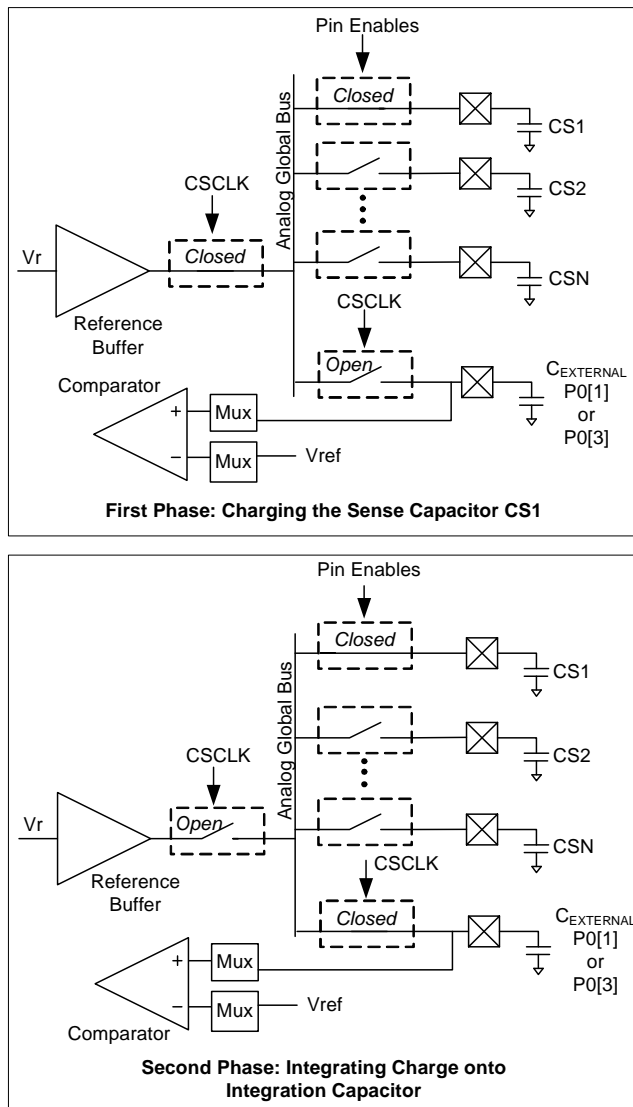 Pin Enables
Closed
Analog Global Bus
CS1
CSCLK
CS2
Vr
Closed
CSN
Reference
Buffer
CSCLK
Open
CEXTERNAL
P0[1]
or
P0[3]
Comparator
+
Mux
−
Mux
Vref
First Phase: Charging the Sense Capacitor CS1
Pin Enables
Closed
Analog Global Bus
CS1
CSCLK
CS2
Vr
Open
CSN
Reference
Buffer
CSCLK
Closed
CEXTERNAL
P0[1]
or
P0[3]
+
Mux
−
Mux
Vref
Comparator
Second Phase: Integrating Charge onto
Integration Capacitor